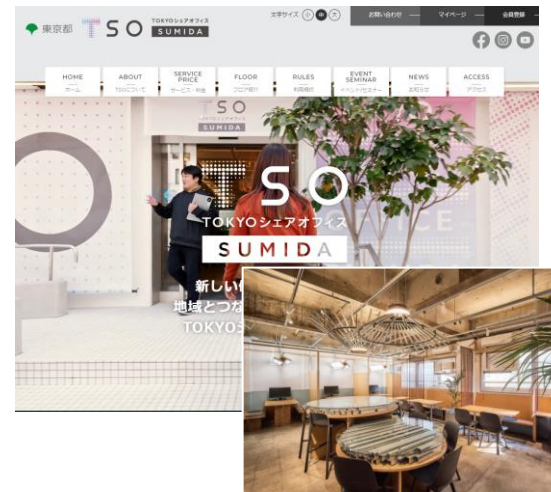 東京都
TSO
TOKYOシェアオフィス
SUMIDA
文字サイズ 小 中 大
お問い合わせ
マイページ
会員登録
HOME
ホーム
ABOUT
TSOについて
SERVICE
PRICE
サービス・料金
FLOOR
フロア紹介
RULES
利用規約
EVENT
SEMINAR
イベント/セミナー
NEWS
お知らせ
ACCESS
アクセス
TSO
SUMIDA
TSO
TOKYOシェアオフィス
SUMIDA
新しい
地域とつな
TOKYO